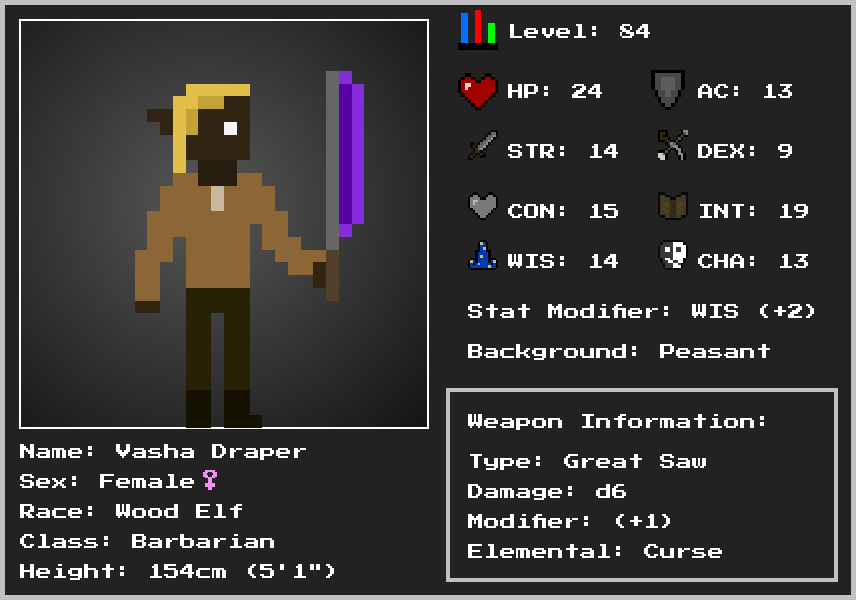 Level: 84
HP: 24
AC: 13
STR: 14
DEX: 9
CON: 15
INT: 19
WIS: 14
CHA: 13
Stat Modifier: WIS (+2)
Background: Peasant
Weapon Information:
Type: Great Saw
Damage: d6
Modifier: (+1)
Elemental: Curse
Name: Vasha Draper
Sex: Female♀
Race: Wood Elf
Class: Barbarian
Height: 154cm (5'1")